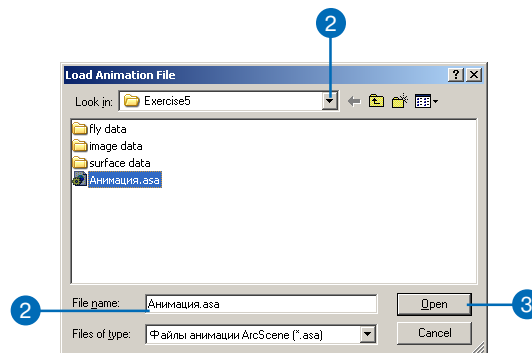 2
Load Animation File
Look in: Exercise5
fly data
image data
surface data
Анимация.asa
2
File name: Анимация.asa
Open
3
Files of type: Файлы анимации ArcScene (*.asa)
Cancel